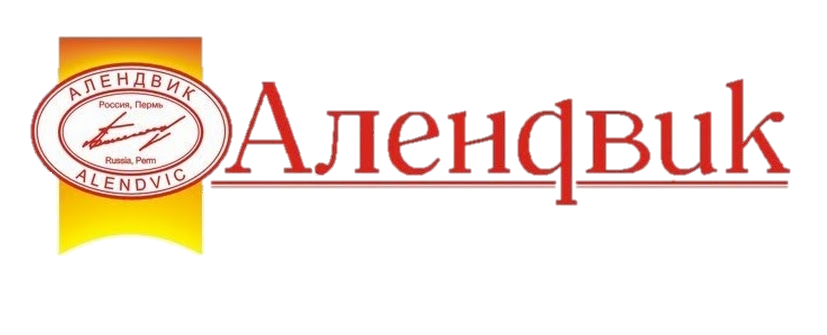 АЛЕНДВИК
Россия, Пермь
Russia, Perm
ALENDVIC
Алендвик